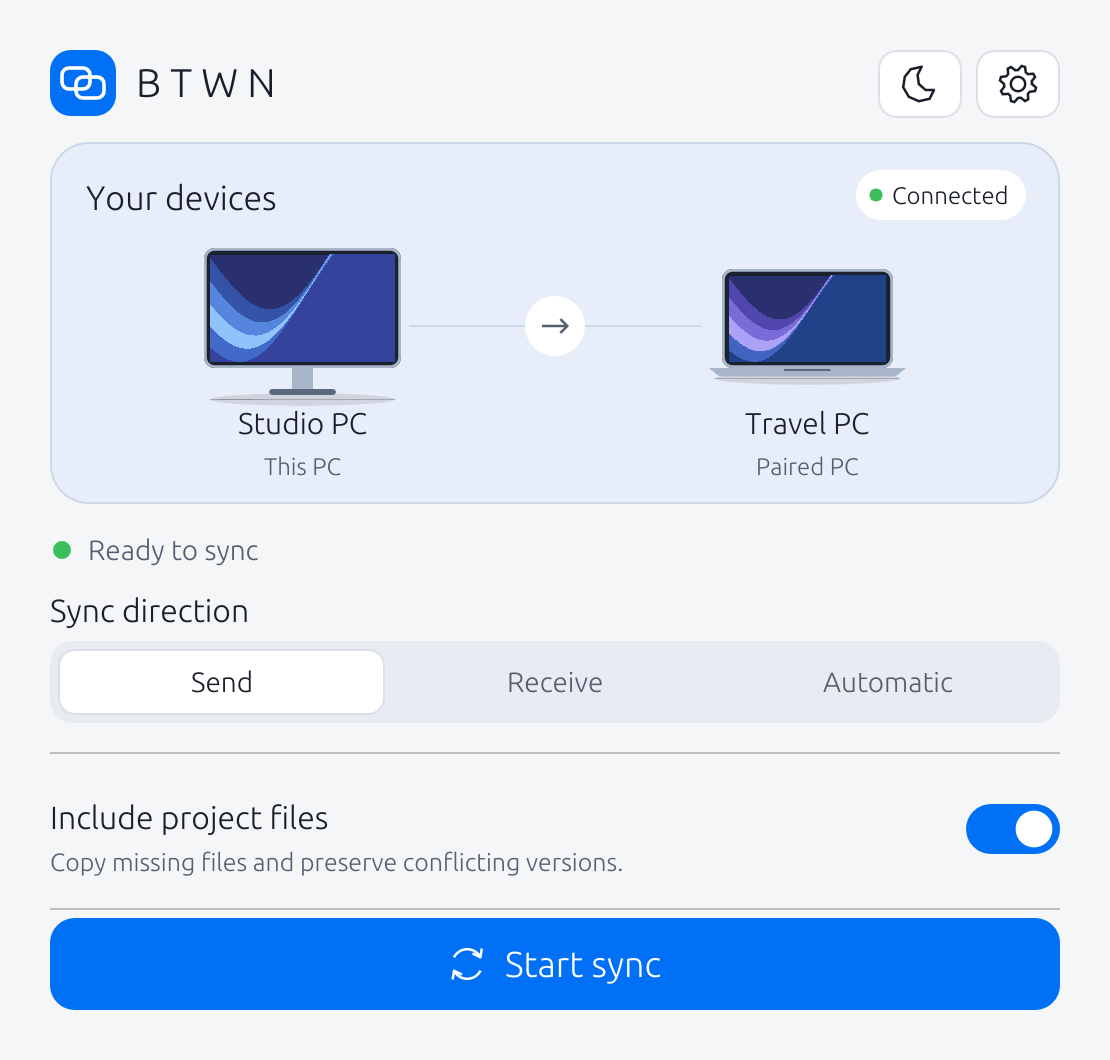 BTWN
Your devices
Connected
Studio PC
This PC
Travel PC
Paired PC
Ready to sync
Sync direction
Send
Receive
Automatic
Include project files
Copy missing files and preserve conflicting versions.
Start sync